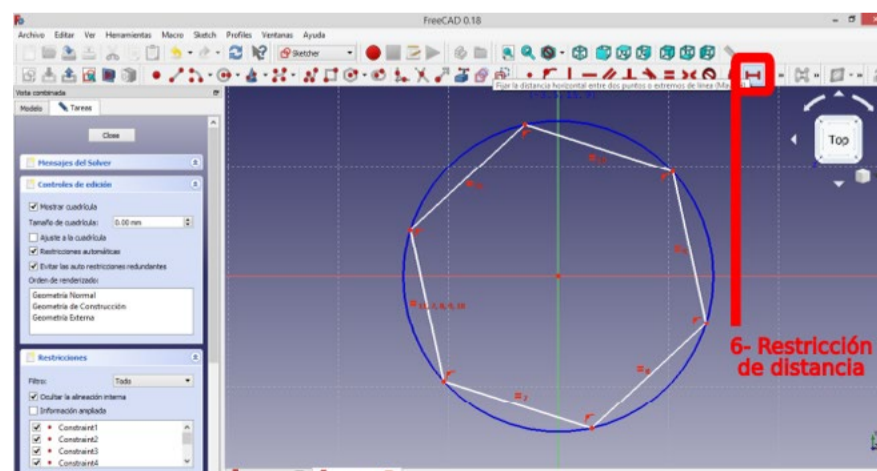 FreeCAD 0.18
Archivo Editar Ver Herramientas Macro Sketch Profiles Ventanas Ayuda
Sketcher
Fijar la distancia horizontal entre dos puntos o extremos de línea
Vista combinada
Modelo Tareas
Close
Mensajes del Solver
Controles de edición
Mostrar cuadrícula
Tamaño de cuadrícula: 0.00 mm
Ajuste a la cuadrícula
Restricciones automáticas
Evitar las auto restricciones redundantes
Orden de renderizado:
Geometría Normal
Geometría de Construcción
Geometría Externa
Restricciones
Filtro: Todo
Ocultar la alineación interna
Información ampliada
Constraint1
Constraint2
Constraint3
Constraint4
Top
6- Restricción
de distancia